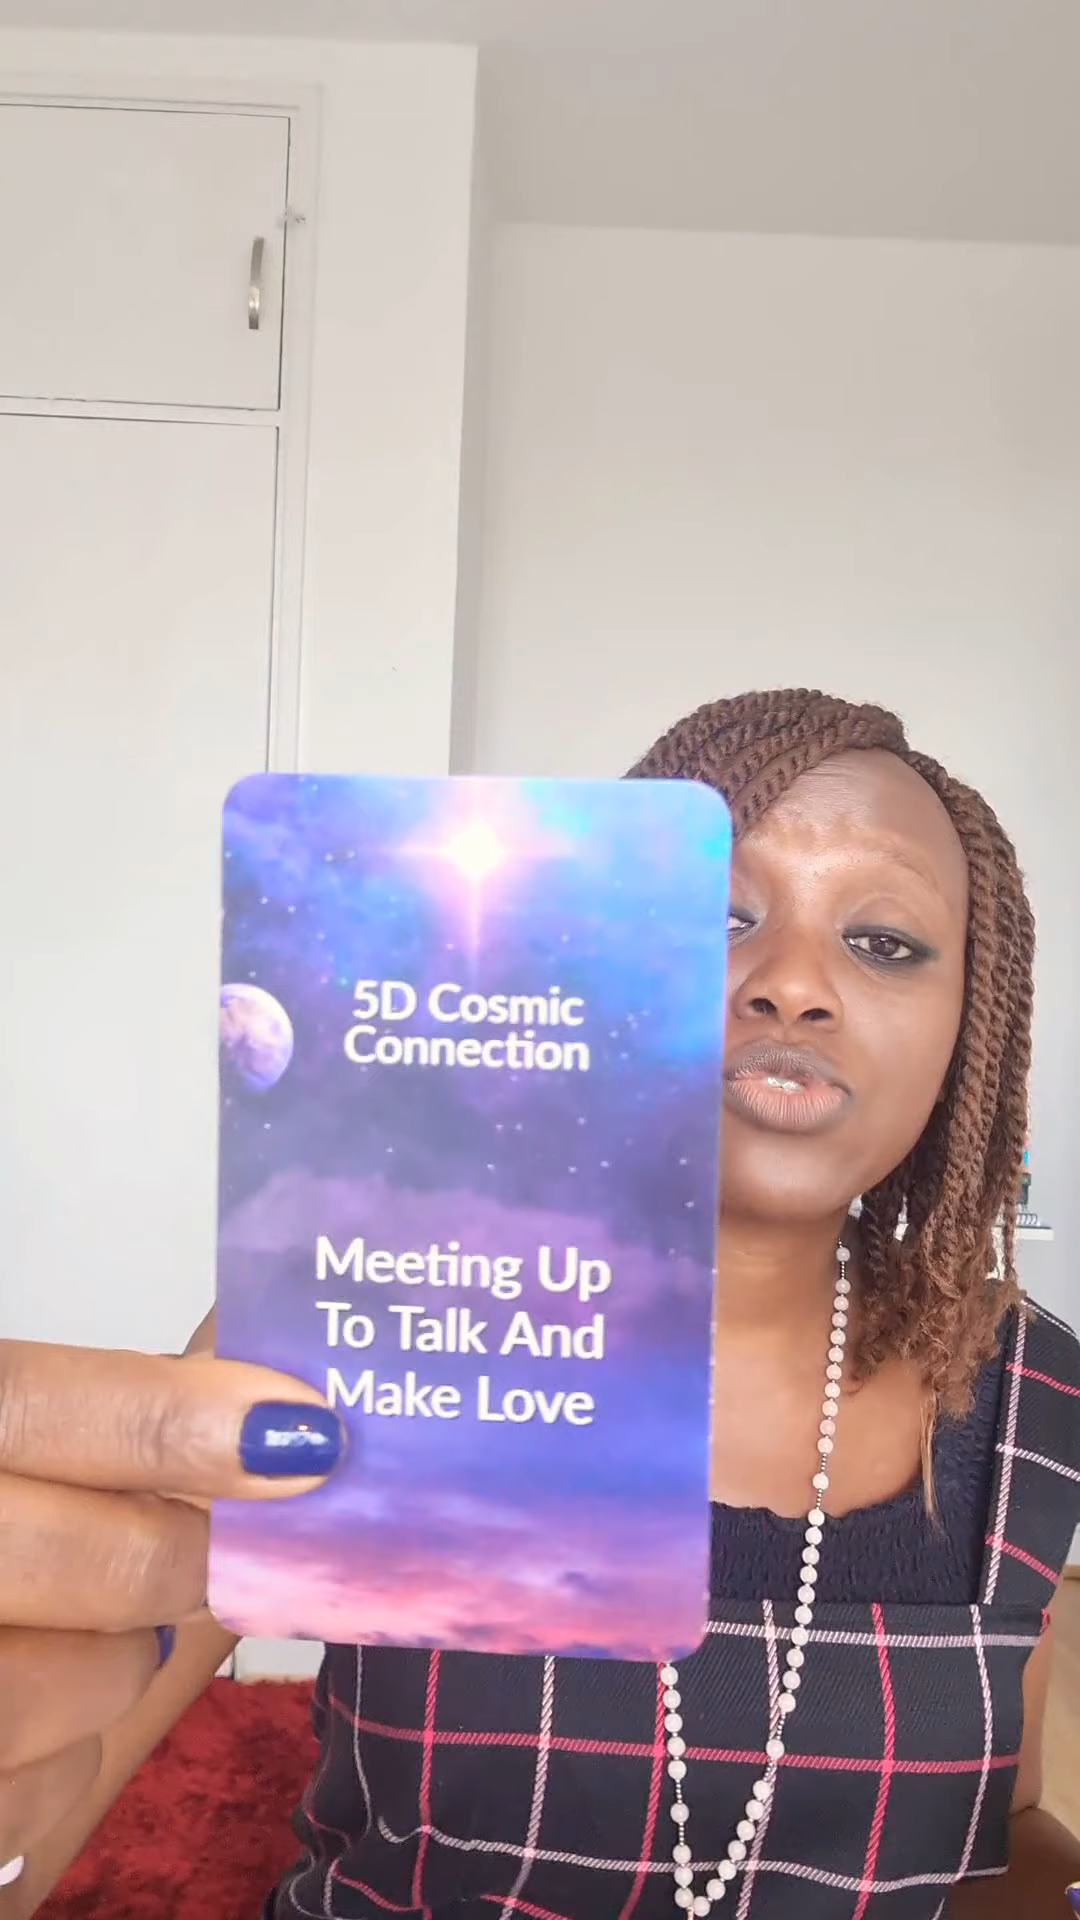 5D Cosmic
Connection
Meeting Up
To Talk And
Make Love